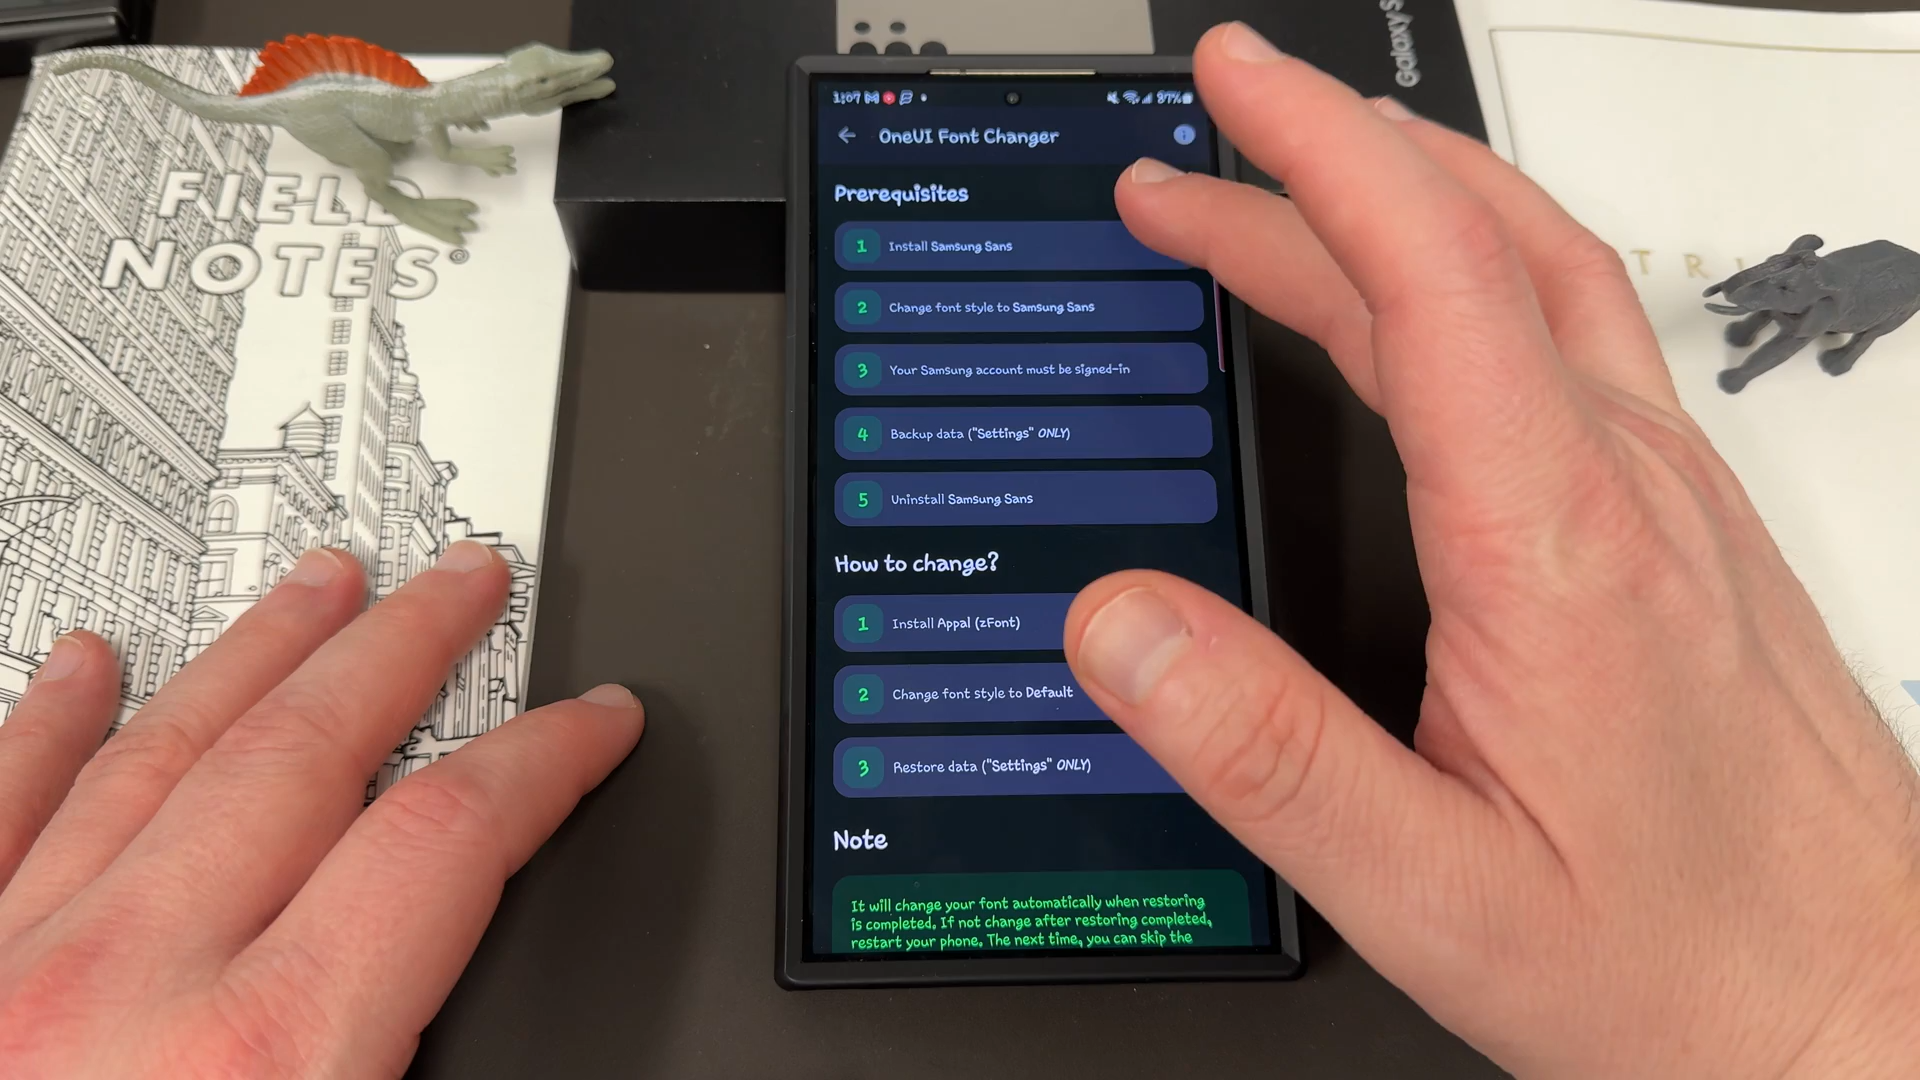 FIELD
NOTES®
Galaxy S
TRI
1:07
97%
OneUI Font Changer
Prerequisites
1 Install Samsung Sans
2 Change font style to Samsung Sans
3 Your Samsung account must be signed-in
4 Backup data ("Settings" ONLY)
5 Uninstall Samsung Sans
How to change?
1 Install Appal (zFont)
2 Change font style to Default
3 Restore data ("Settings" ONLY)
Note
It will change your font automatically when restoring
is completed. If not change after restoring completed,
restart your phone. The next time, you can skip the